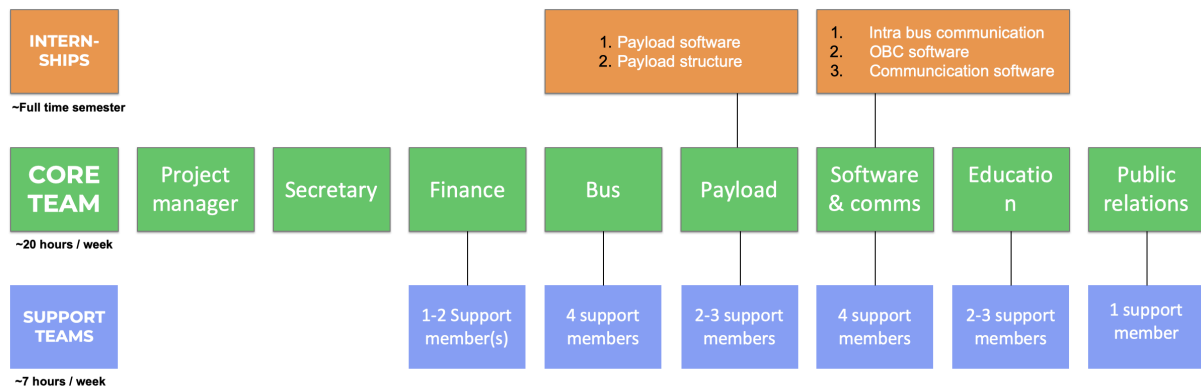 INTERN-
SHIPS
1. Payload software
2. Payload structure
1. Intra bus communication
2. OBC software
3. Communcication software
~Full time semester
CORE
TEAM
Project
manager
Secretary
Finance
Bus
Payload
Software
& comms
Educatio
n
Public
relations
~20 hours / week
SUPPORT
TEAMS
1-2 Support
member(s)
4 support
members
2-3 support
members
4 support
members
2-3 support
members
1 support
member
~7 hours / week